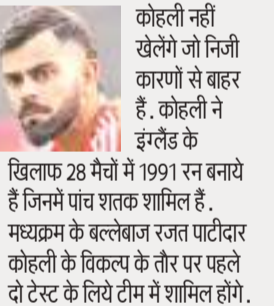 कोहली नहीं
खेलेंगे जो निजी
कारणों से बाहर
हैं . कोहली ने
इंग्लैंड के
खिलाफ 28 मैचों में 1991 रन बनाये
हैं जिनमें पांच शतक शामिल हैं .
मध्यक्रम के बल्लेबाज रजत पाटीदार
कोहली के विकल्प के तौर पर पहले
दो टेस्ट के लिये टीम में शामिल होंगे .